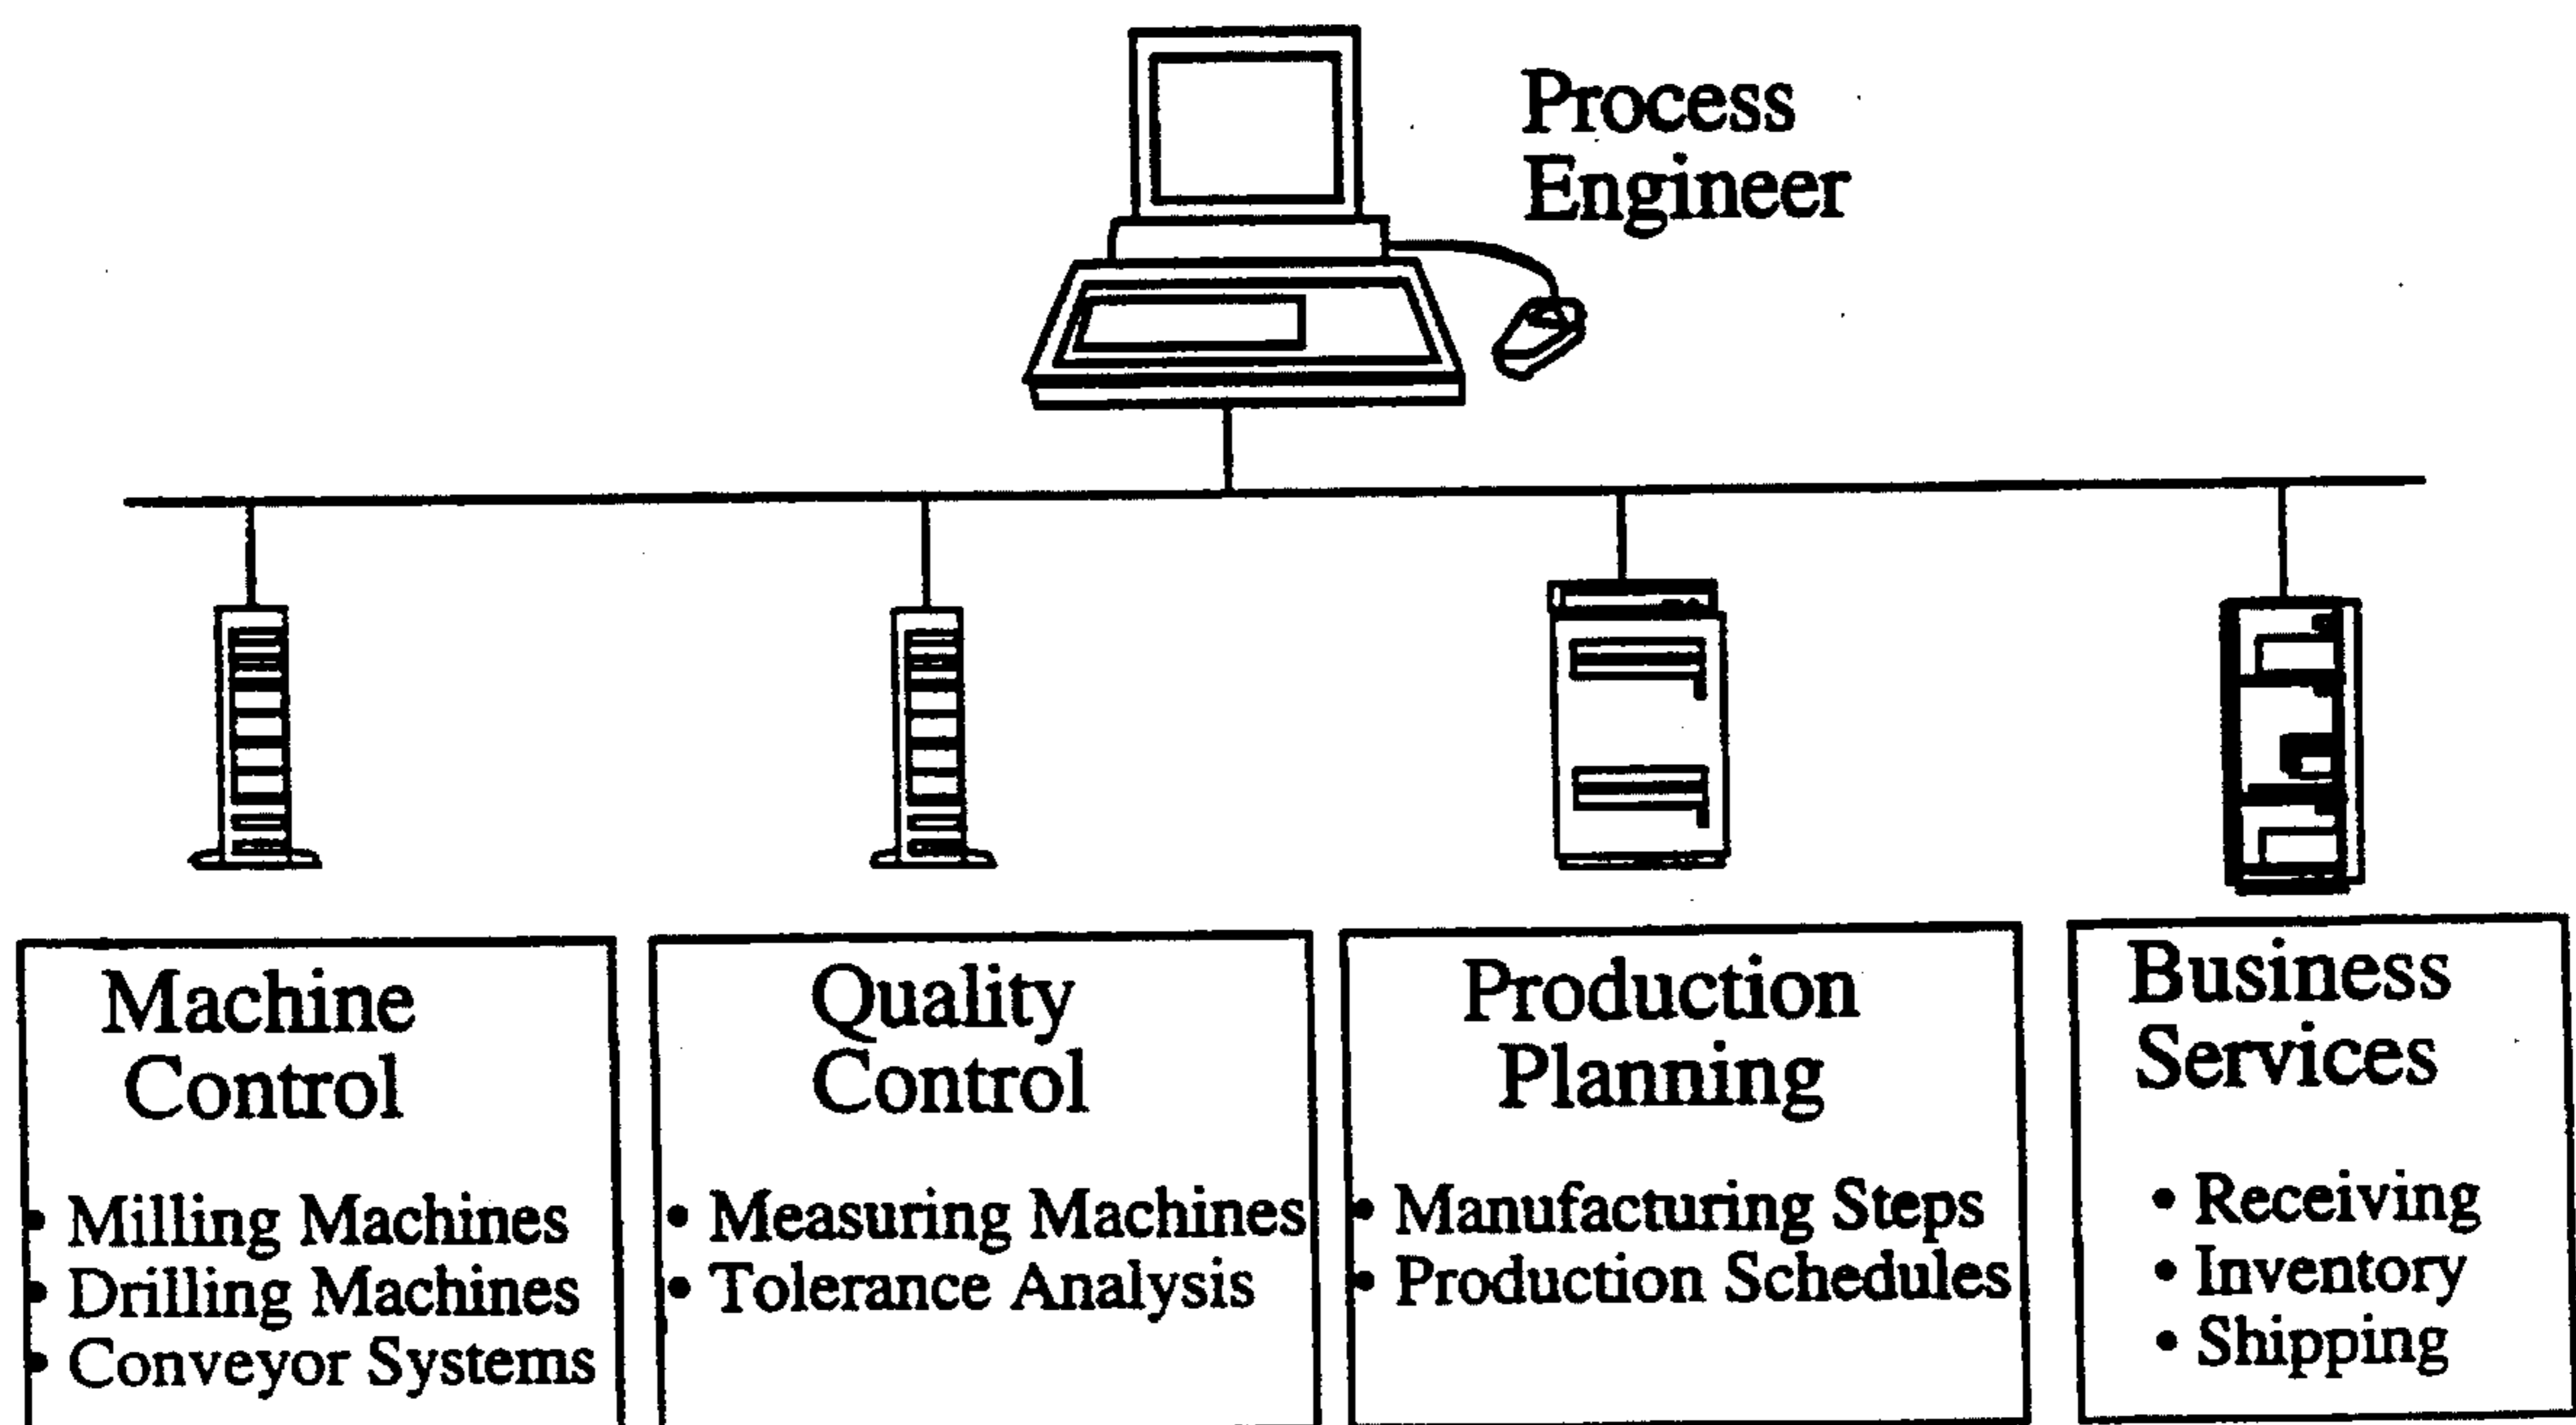 Process
Engineer
Machine
Control
• Milling Machines
• Drilling Machines
• Conveyor Systems
Quality
Control
• Measuring Machines
• Tolerance Analysis
Production
Planning
• Manufacturing Steps
• Production Schedules
Business
Services
• Receiving
• Inventory
• Shipping